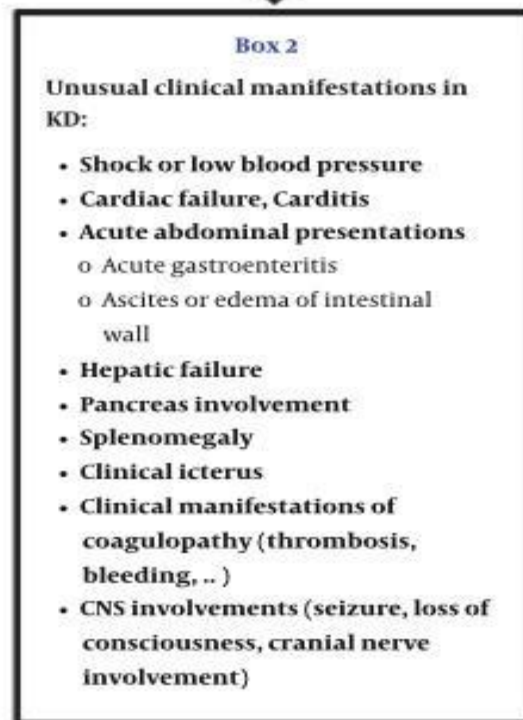 Box 2
Unusual clinical manifestations in
KD:
• Shock or low blood pressure
• Cardiac failure, Carditis
• Acute abdominal presentations
o Acute gastroenteritis
o Ascites or edema of intestinal
wall
• Hepatic failure
• Pancreas involvement
• Splenomegaly
• Clinical icterus
• Clinical manifestations of
coagulopathy (thrombosis,
bleeding, .. )
• CNS involvements (seizure, loss of
consciousness, cranial nerve
involvement)